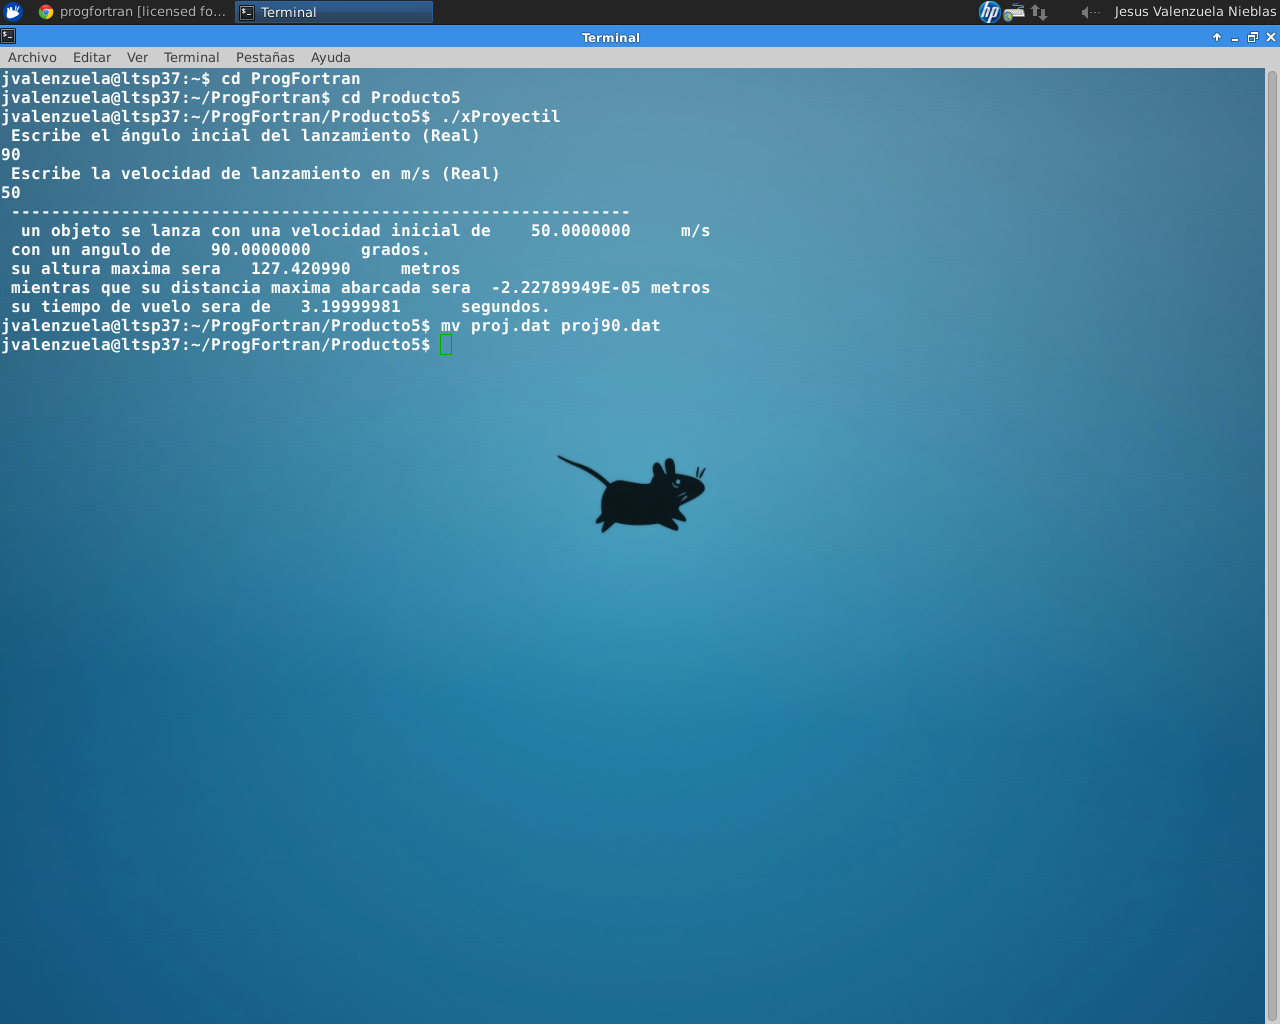 progfortran [licensed fo...
Terminal
hp
Jesus Valenzuela Nieblas
Terminal
Archivo Editar Ver Terminal Pestañas Ayuda
jvalenzuela@ltsp37:~$ cd ProgFortran
jvalenzuela@ltsp37:~/ProgFortran$ cd Producto5
jvalenzuela@ltsp37:~/ProgFortran/Producto5$ ./xProyectil
Escribe el ángulo incial del lanzamiento (Real)
90
Escribe la velocidad de lanzamiento en m/s (Real)
50
--------------------------------------------------------------
un objeto se lanza con una velocidad inicial de 50.0000000 m/s
con un angulo de 90.0000000 grados.
su altura maxima sera 127.420990 metros
mientras que su distancia maxima abarcada sera -2.22789949E-05 metros
su tiempo de vuelo sera de 3.19999981 segundos.
jvalenzuela@ltsp37:~/ProgFortran/Producto5$ mv proj.dat proj90.dat
jvalenzuela@ltsp37:~/ProgFortran/Producto5$